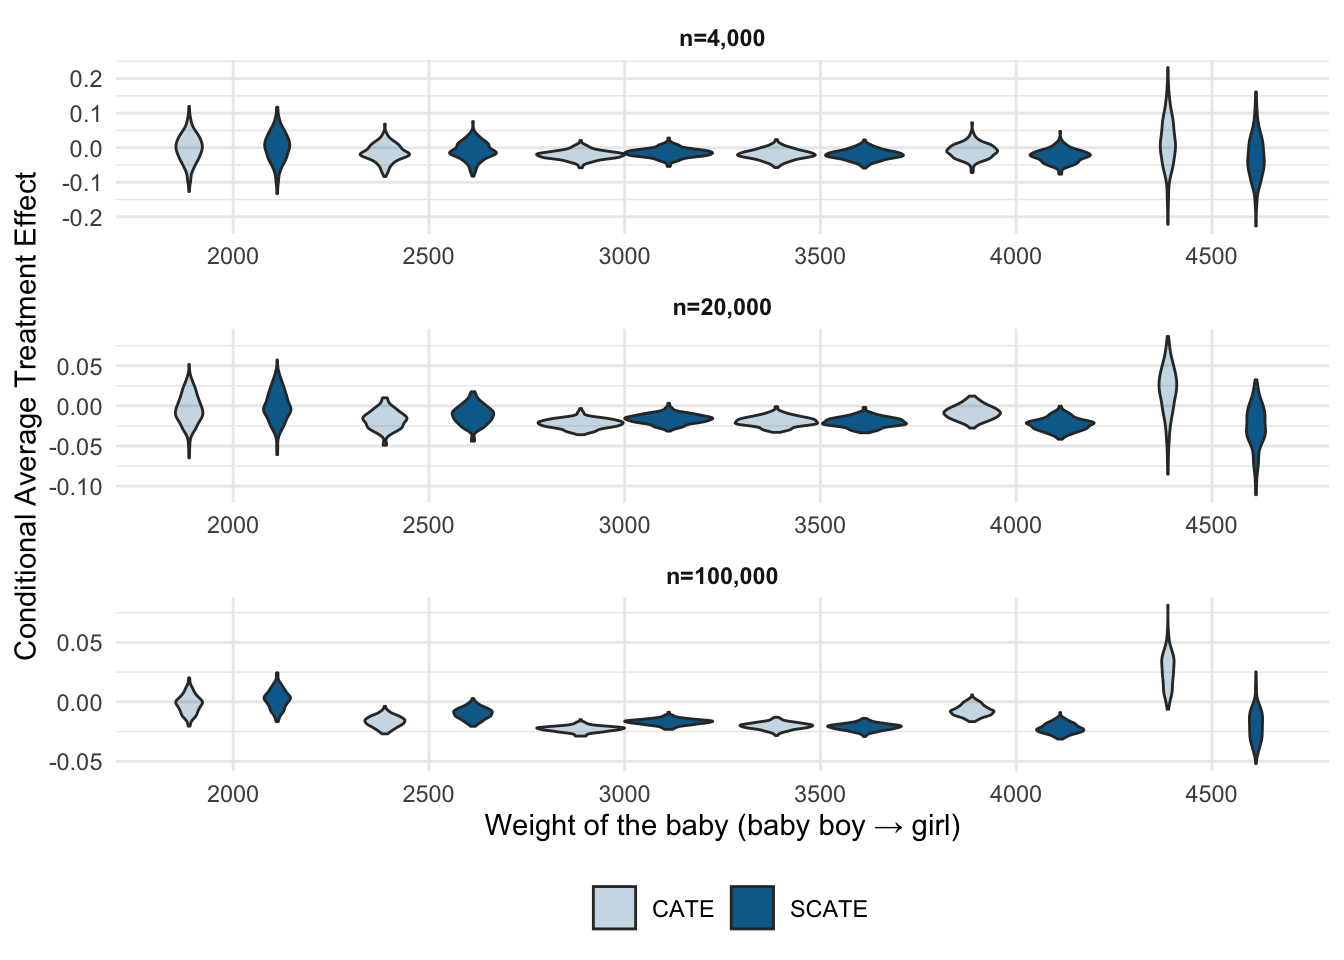 n=4,000
0.2
0.1
0.0
-0.1
-0.2
2000 2500 3000 3500 4000 4500
n=20,000
0.05
0.00
-0.05
-0.10
2000 2500 3000 3500 4000 4500
n=100,000
0.05
0.00
-0.05
2000 2500 3000 3500 4000 4500
Conditional Average Treatment Effect
Weight of the baby (baby boy → girl)
CATE SCATE